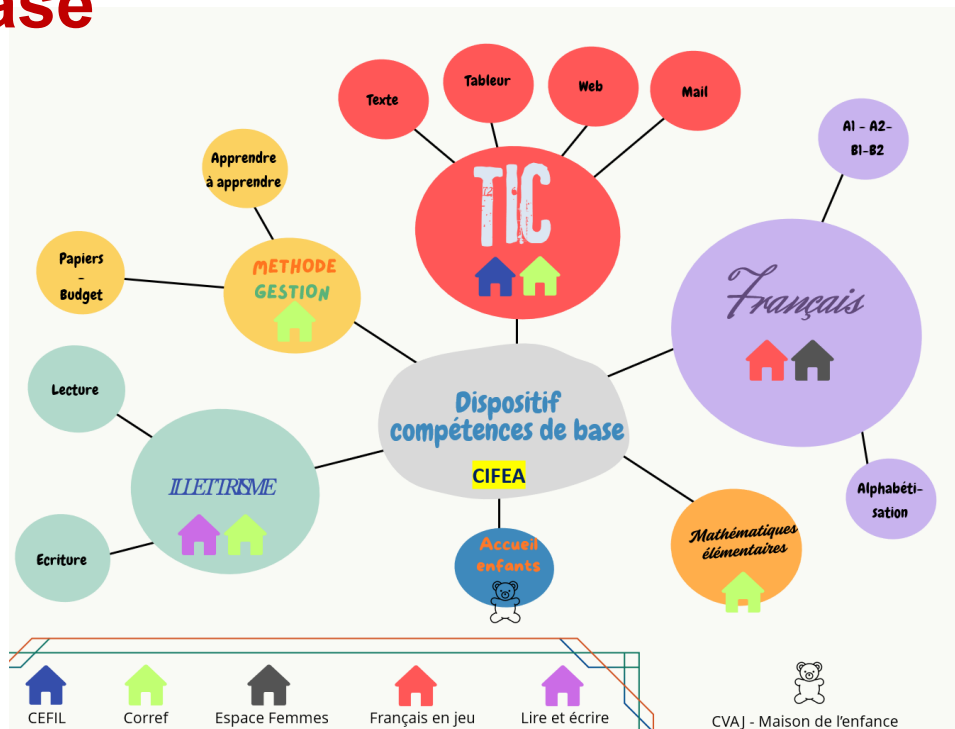 ase
Texte
Tableur
Web
Mail
A1 - A2-
B1-B2
Apprendre
à apprendre
TIC
Papiers
-
Budget
METHODE
GESTION
Français
Lecture
Dispositif
compétences de base
CIFEA
ILLETTRISME
Alphabéti-
sation
Ecriture
Accueil
enfants
Mathématiques
élémentaires
CEFIL
Corref
Espace Femmes
Français en jeu
Lire et écrire
CVAJ - Maison de l'enfance